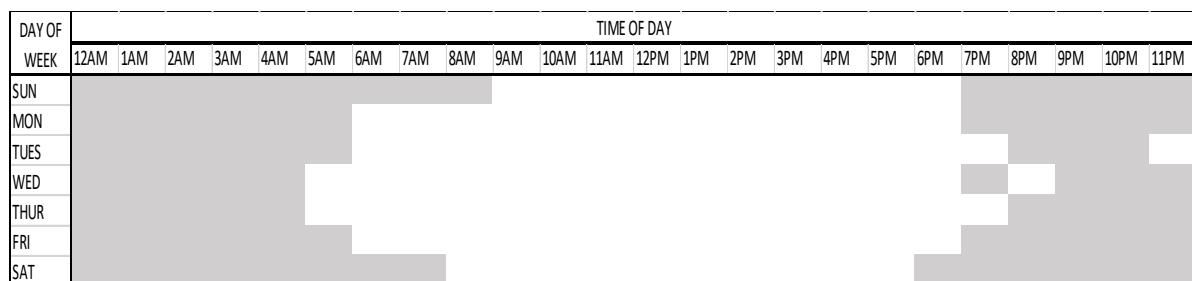 DAY OF WEEK TIME OF DAY
12AM 1AM 2AM 3AM 4AM 5AM 6AM 7AM 8AM 9AM 10AM 11AM 12PM 1PM 2PM 3PM 4PM 5PM 6PM 7PM 8PM 9PM 10PM 11PM
SUN
MON
TUES
WED
THUR
FRI
SAT